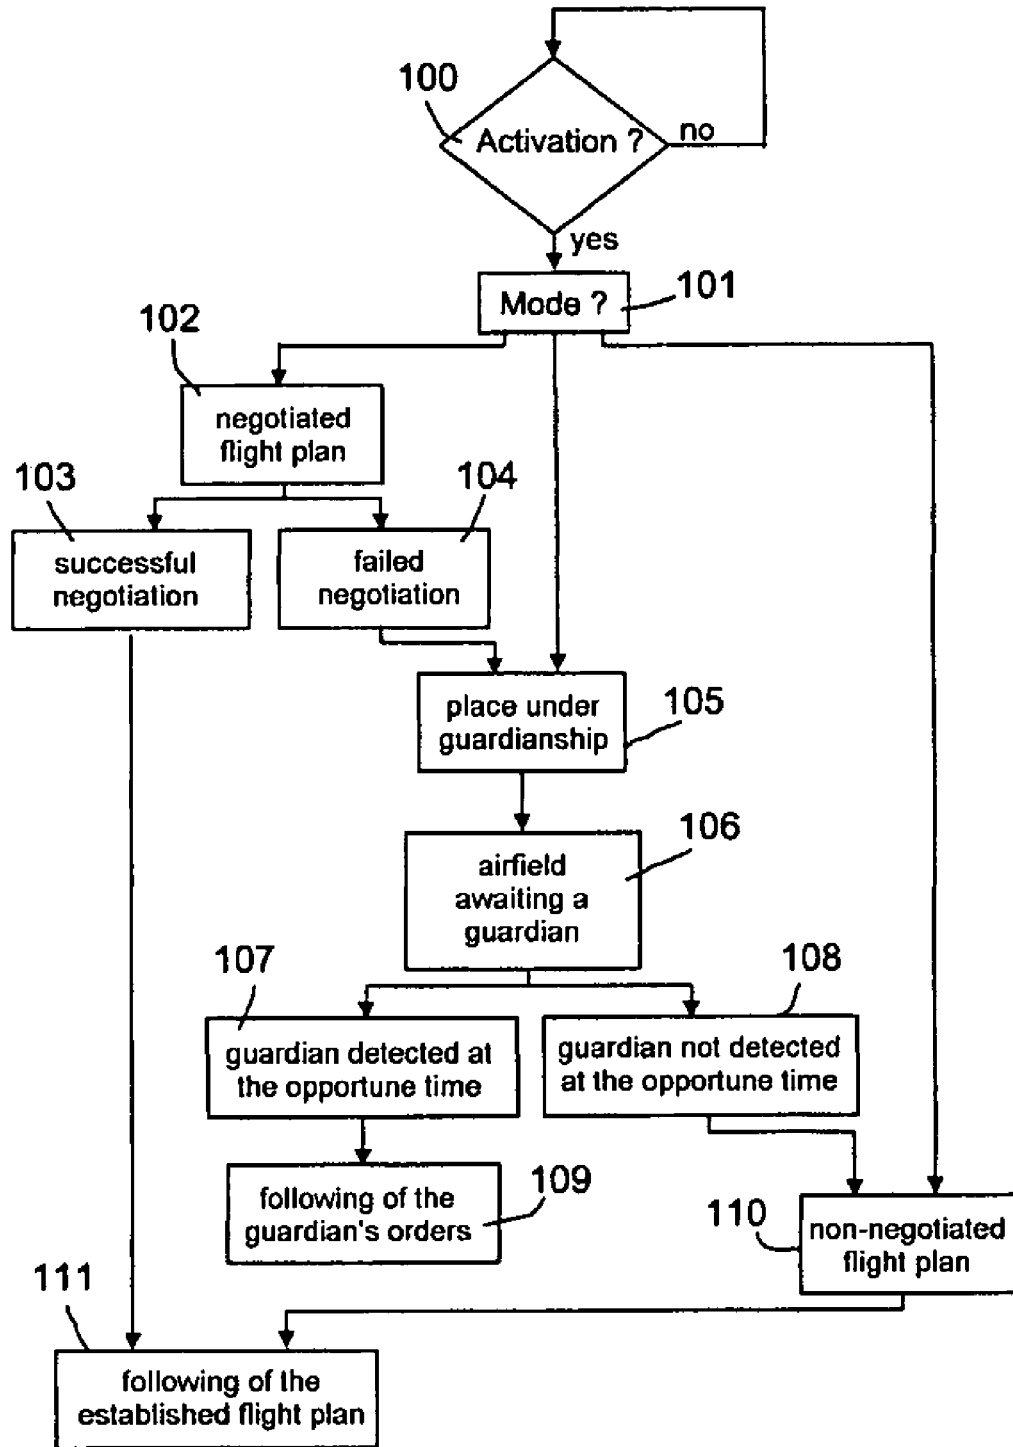 100
Activation ?
no
yes
Mode ?
101
102
negotiated
flight plan
103
104
successful
negotiation
failed
negotiation
place under
guardianship
105
106
airfield
awaiting a
guardian
107
108
guardian detected at
the opportune time
guardian not detected
at the opportune time
following of the
guardian's orders
109
110
non-negotiated
flight plan
111
following of the
established flight plan